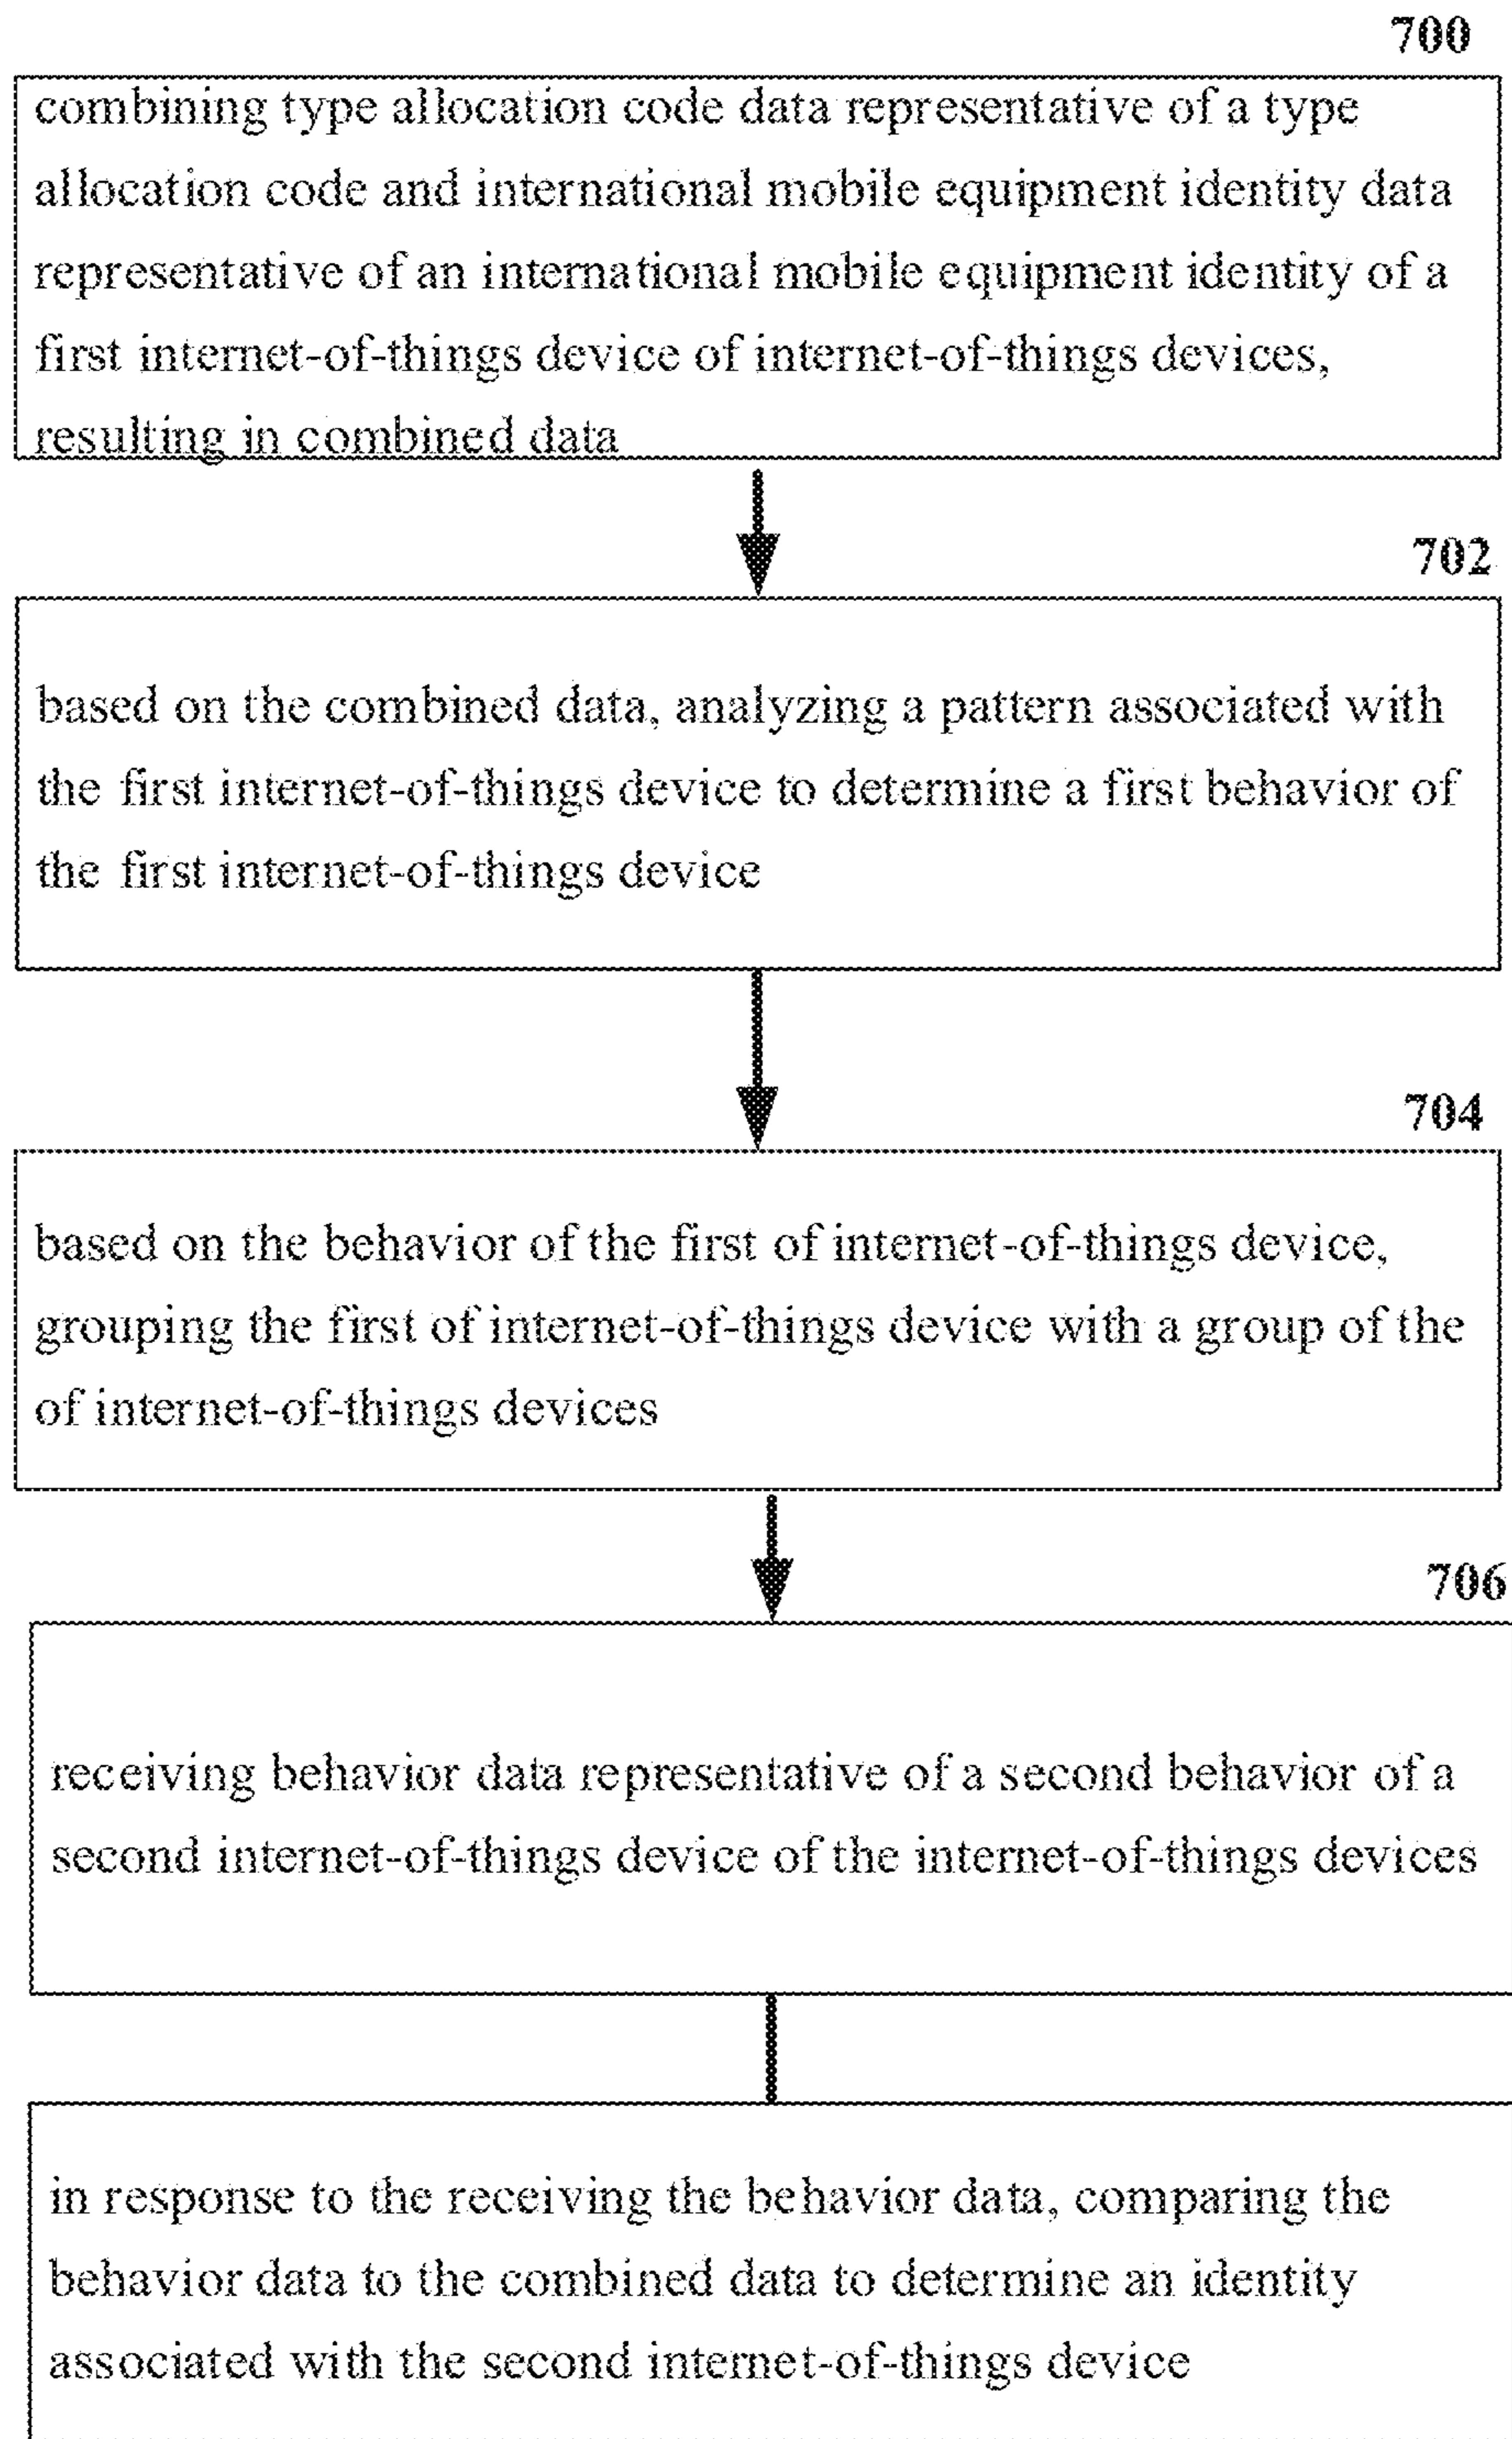 700
combining type allocation code data representative of a type
allocation code and international mobile equipment identity data
representative of an international mobile equipment identity of a
first internet-of-things device of internet-of-things devices,
resulting in combined data
702
based on the combined data, analyzing a pattern associated with
the first internet-of-things device to determine a first behavior of
the first internet-of-things device
704
based on the behavior of the first of internet-of-things device,
grouping the first of internet-of-things device with a group of the
of internet-of-things devices
706
receiving behavior data representative of a second behavior of a
second internet-of-things device of the internet-of-things devices
in response to the receiving the behavior data, comparing the
behavior data to the combined data to determine an identity
associated with the second internet-of-things device